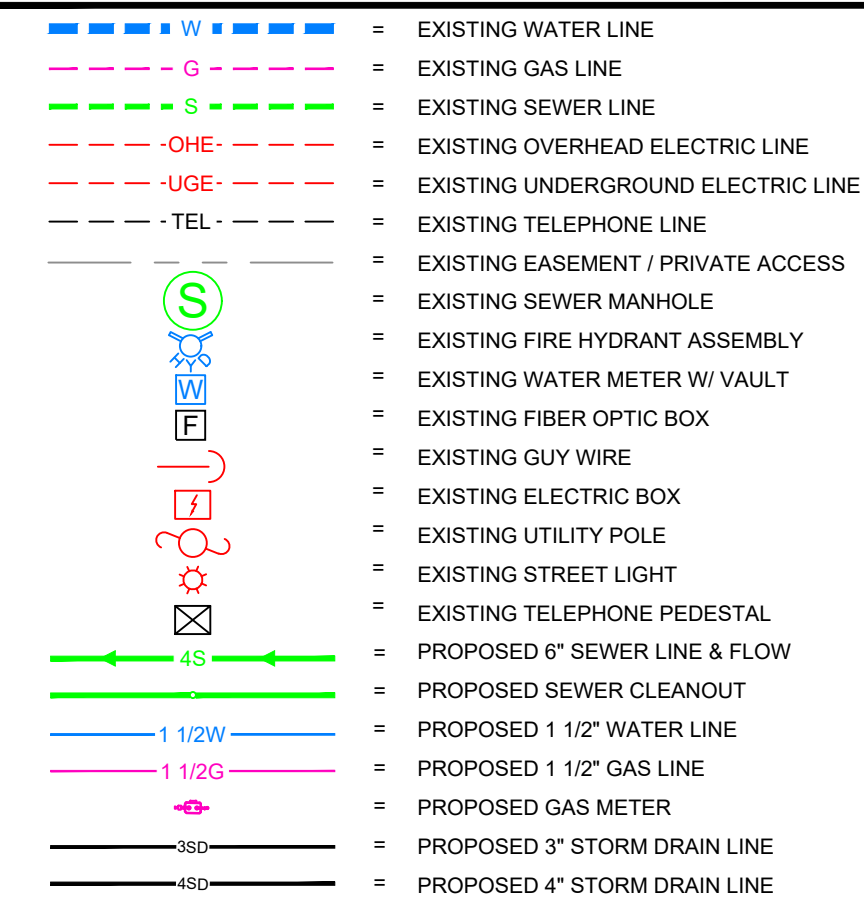 W = EXISTING WATER LINE
G = EXISTING GAS LINE
S = EXISTING SEWER LINE
-OHE- = EXISTING OVERHEAD ELECTRIC LINE
-UGE- = EXISTING UNDERGROUND ELECTRIC LINE
TEL = EXISTING TELEPHONE LINE
= EXISTING EASEMENT / PRIVATE ACCESS
S = EXISTING SEWER MANHOLE
HYD = EXISTING FIRE HYDRANT ASSEMBLY
W = EXISTING WATER METER W/ VAULT
F = EXISTING FIBER OPTIC BOX
= EXISTING GUY WIRE
= EXISTING ELECTRIC BOX
= EXISTING UTILITY POLE
= EXISTING STREET LIGHT
= EXISTING TELEPHONE PEDESTAL
4S = PROPOSED 6" SEWER LINE & FLOW
= PROPOSED SEWER CLEANOUT
1 1/2W = PROPOSED 1 1/2" WATER LINE
1 1/2G = PROPOSED 1 1/2" GAS LINE
= PROPOSED GAS METER
3SD = PROPOSED 3" STORM DRAIN LINE
4SD = PROPOSED 4" STORM DRAIN LINE